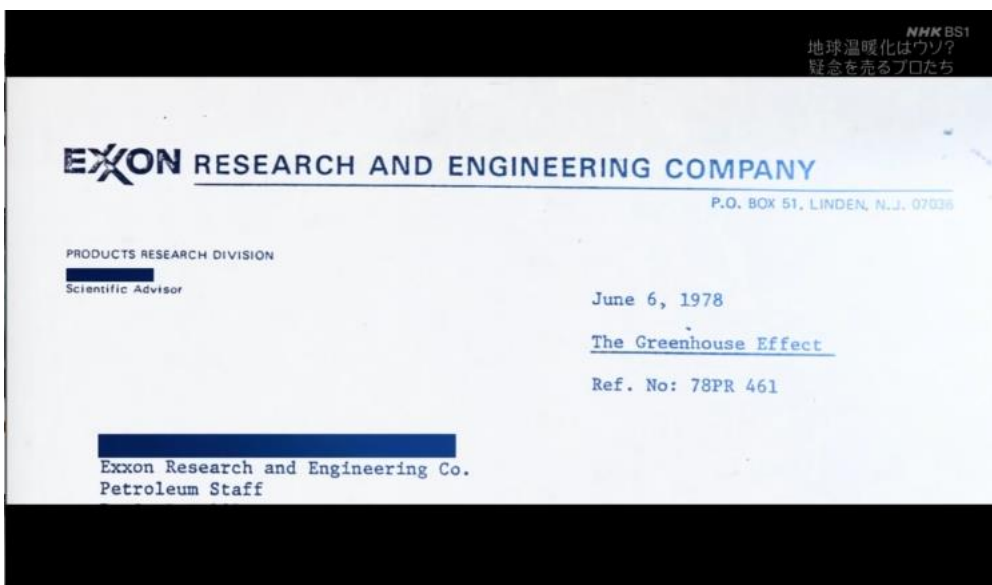 NHK BS1
地球温暖化はウソ?
疑念を売るプロたち
EXXON RESEARCH AND ENGINEERING COMPANY
P.O. BOX 51, LINDEN, N.J. 07036
PRODUCTS RESEARCH DIVISION
Scientific Advisor
June 6, 1978
The Greenhouse Effect
Ref. No: 78PR 461
Exxon Research and Engineering Co.
Petroleum Staff